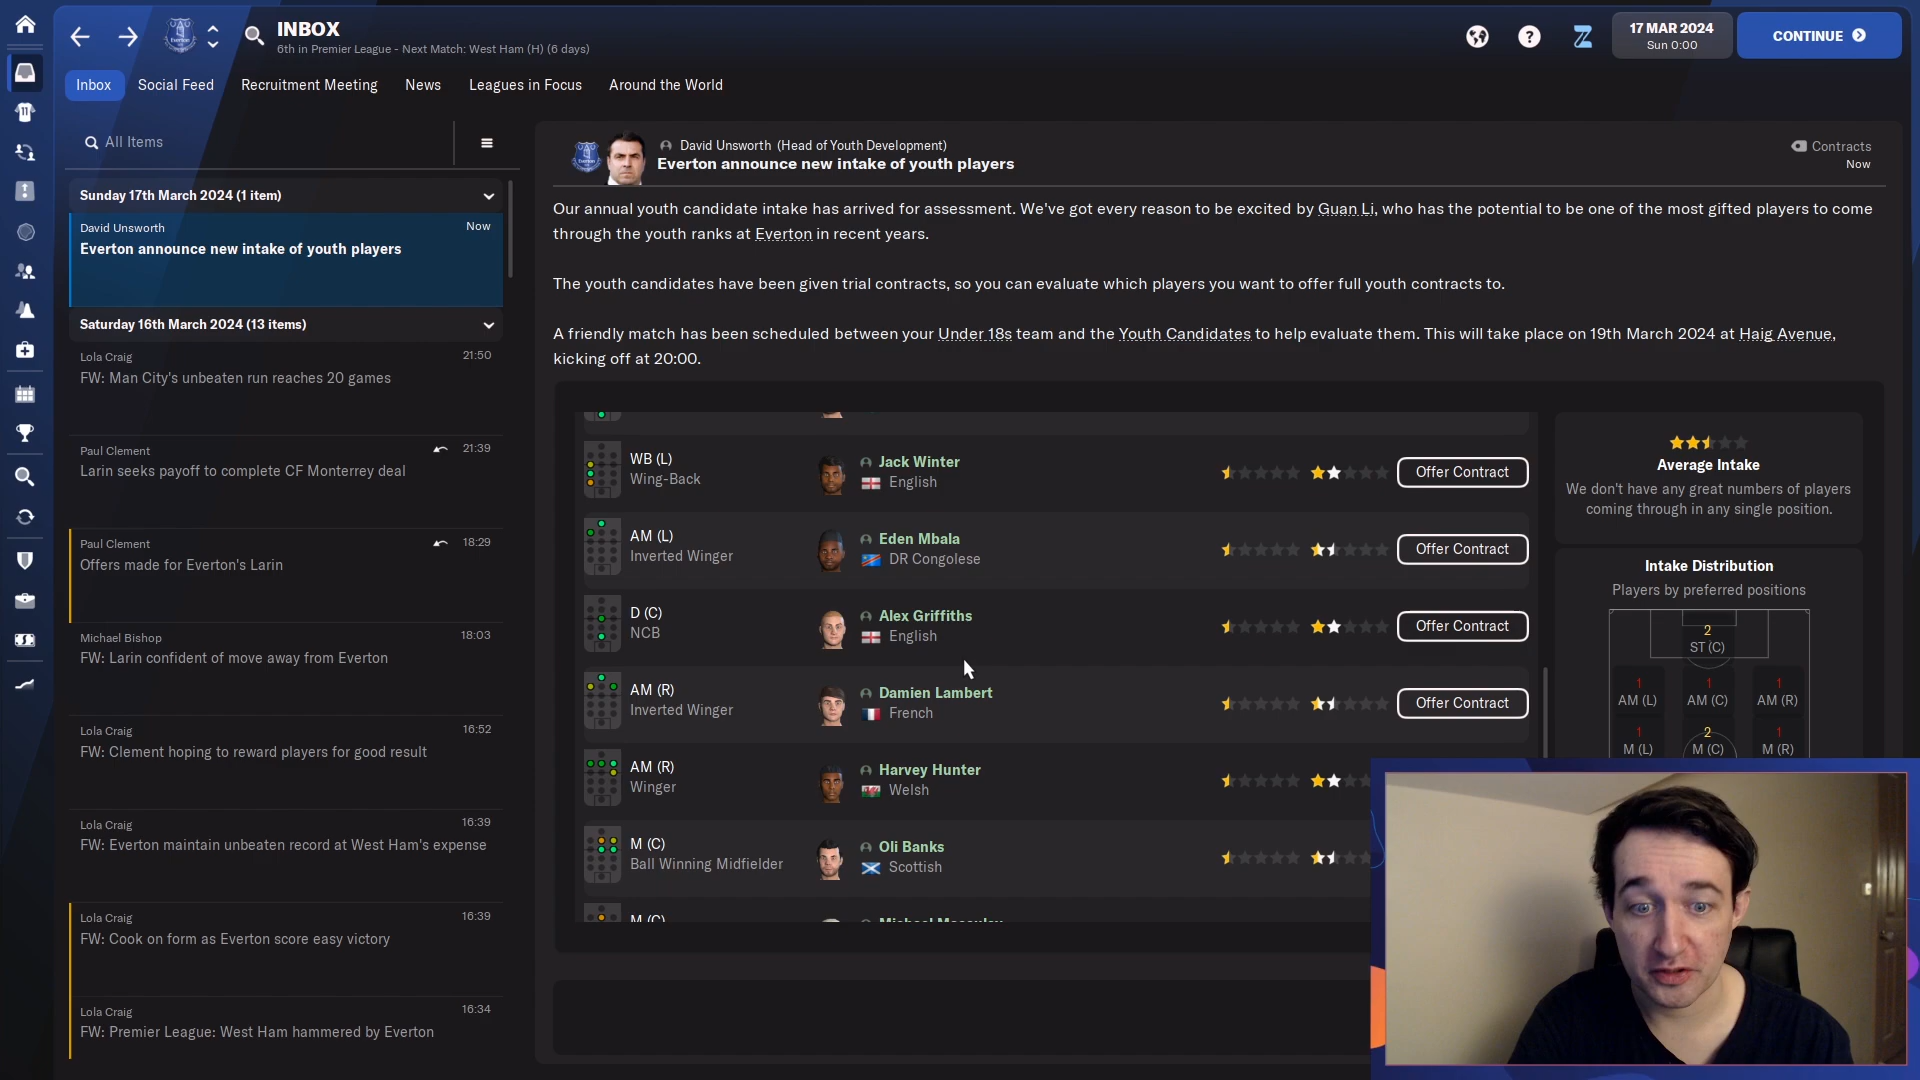 INBOX
6th in Premier League - Next Match: West Ham (H) (6 days)
17 MAR 2024
Sun 0:00
CONTINUE
Inbox
Social Feed
Recruitment Meeting
News
Leagues in Focus
Around the World
All Items
Sunday 17th March 2024 (1 item)
David Unsworth
Now
Everton announce new intake of youth players
Saturday 16th March 2024 (13 items)
Lola Craig
21:50
FW: Man City's unbeaten run reaches 20 games
Paul Clement
21:39
Larin seeks payoff to complete CF Monterrey deal
Paul Clement
18:29
Offers made for Everton's Larin
Michael Bishop
18:03
FW: Larin confident of move away from Everton
Lola Craig
16:52
FW: Clement hoping to reward players for good result
Lola Craig
16:39
FW: Everton maintain unbeaten record at West Ham's expense
Lola Craig
16:39
FW: Cook on form as Everton score easy victory
Lola Craig
16:34
FW: Premier League: West Ham hammered by Everton
David Unsworth (Head of Youth Development)
Everton announce new intake of youth players
Contracts
Now
Our annual youth candidate intake has arrived for assessment. We've got every reason to be excited by Guan Li, who has the potential to be one of the most gifted players to come
through the youth ranks at Everton in recent years.
The youth candidates have been given trial contracts, so you can evaluate which players you want to offer full youth contracts to.
A friendly match has been scheduled between your Under 18s team and the Youth Candidates to help evaluate them. This will take place on 19th March 2024 at Haig Avenue,
kicking off at 20:00.
WB (L)
Wing-Back
Jack Winter
English
Offer Contract
AM (L)
Inverted Winger
Eden Mbala
DR Congolese
Offer Contract
D (C)
NCB
Alex Griffiths
English
Offer Contract
AM (R)
Inverted Winger
Damien Lambert
French
Offer Contract
AM (R)
Winger
Harvey Hunter
Welsh
M (C)
Ball Winning Midfielder
Oli Banks
Scottish
M (C)
Average Intake
We don't have any great numbers of players
coming through in any single position.
Intake Distribution
Players by preferred positions
2
ST (C)
1
AM (L)
1
AM (C)
1
AM (R)
1
M (L)
2
M (C)
1
M (R)